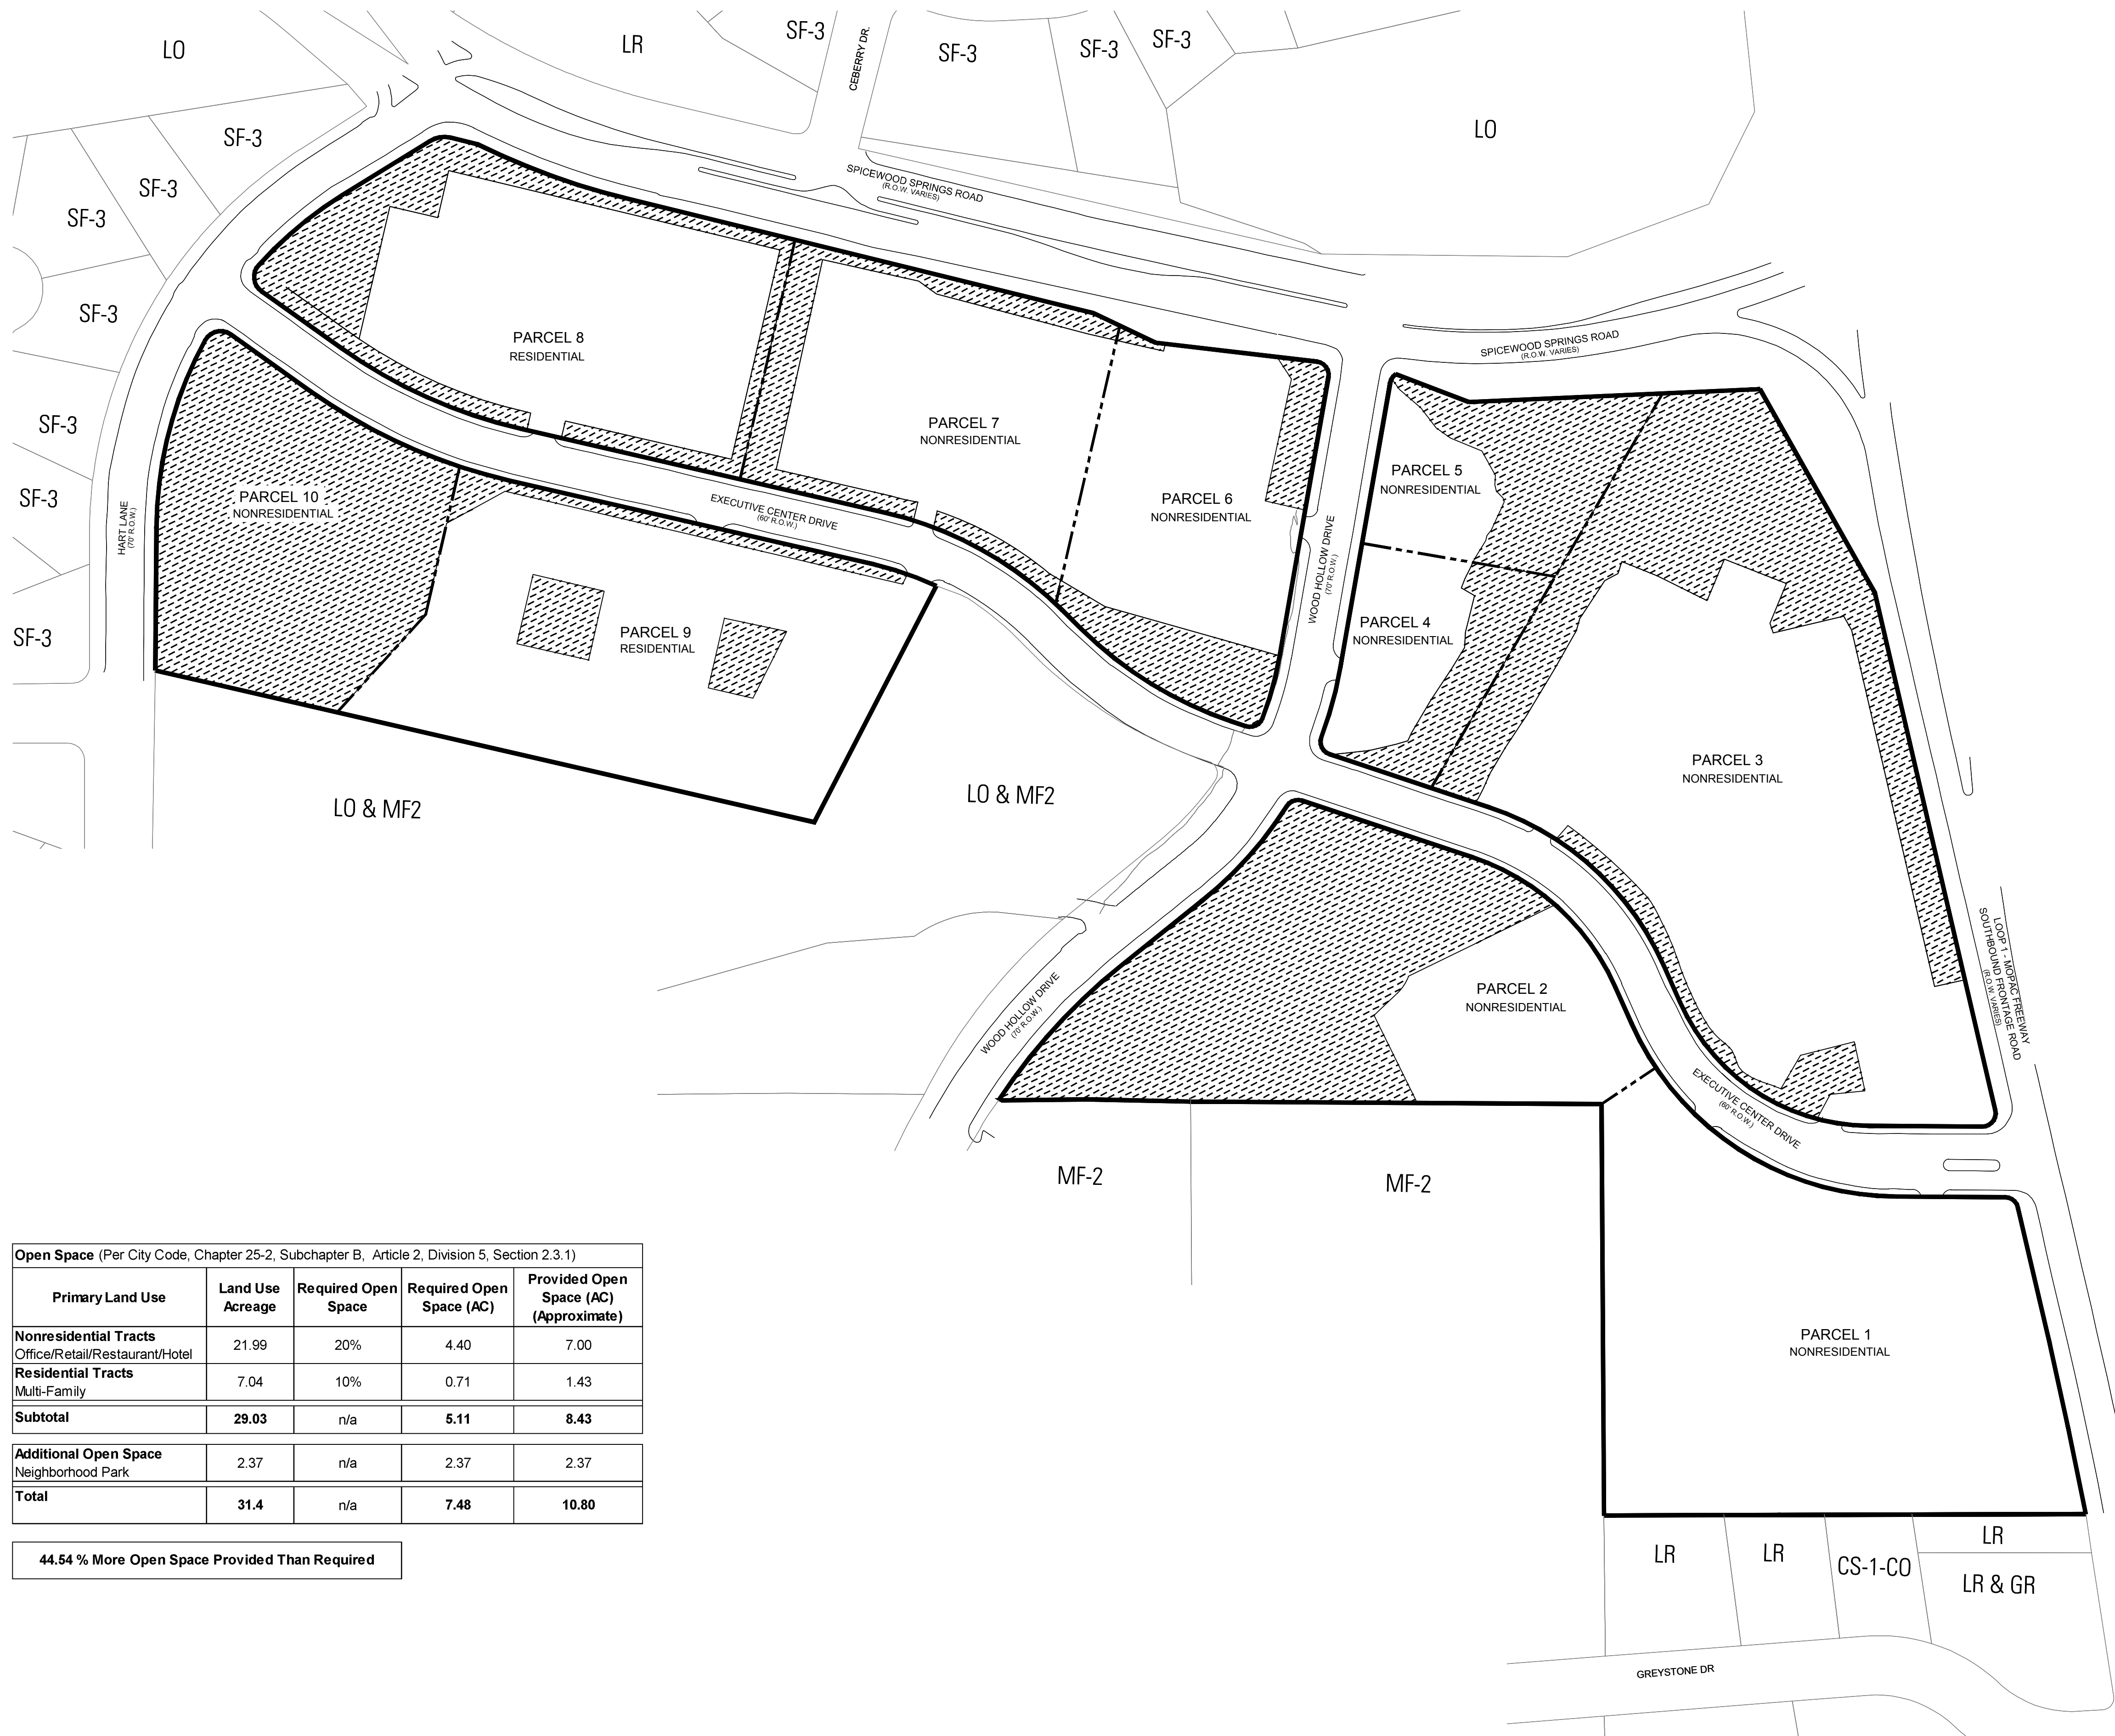 LO
LR
SF-3
CEBERRY DR.
SF-3
SF-3
SF-3
LO
SF-3
SF-3
SF-3
SF-3
SF-3
SF-3
SF-3
SPICEWOOD SPRINGS ROAD
(R.O.W. VARIES)
SPICEWOOD SPRINGS ROAD
(R.O.W. VARIES)
PARCEL 8
RESIDENTIAL
PARCEL 7
NONRESIDENTIAL
PARCEL 6
NONRESIDENTIAL
PARCEL 5
NONRESIDENTIAL
PARCEL 10
NONRESIDENTIAL
HART LANE
(70' R.O.W.)
EXECUTIVE CENTER DRIVE
(60' R.O.W.)
WOOD HOLLOW DRIVE
(70' R.O.W.)
PARCEL 9
RESIDENTIAL
PARCEL 4
NONRESIDENTIAL
PARCEL 3
NONRESIDENTIAL
LO & MF2
LO & MF2
WOOD HOLLOW DRIVE
(70' R.O.W.)
PARCEL 2
NONRESIDENTIAL
LOOP 1 - MOPAC FREEWAY
SOUTHBOUND FRONTAGE ROAD
(R.O.W. VARIES)
EXECUTIVE CENTER DRIVE
(60' R.O.W.)
MF-2
MF-2
PARCEL 1
NONRESIDENTIAL
LR
LR
CS-1-CO
LR
LR & GR
GREYSTONE DR
Open Space (Per City Code, Chapter 25-2, Subchapter B, Article 2, Division 5, Section 2.3.1)
Primary Land Use
Land Use
Acreage
Required Open
Space
Required Open
Space (AC)
Provided Open
Space (AC)
(Approximate)
Nonresidential Tracts
Office/Retail/Restaurant/Hotel
21.99 20% 4.40 7.00
Residential Tracts
Multi-Family
7.04 10% 0.71 1.43
Subtotal 29.03 n/a 5.11 8.43
Additional Open Space
Neighborhood Park
2.37 n/a 2.37 2.37
Total 31.4 n/a 7.48 10.80
44.54 % More Open Space Provided Than Required